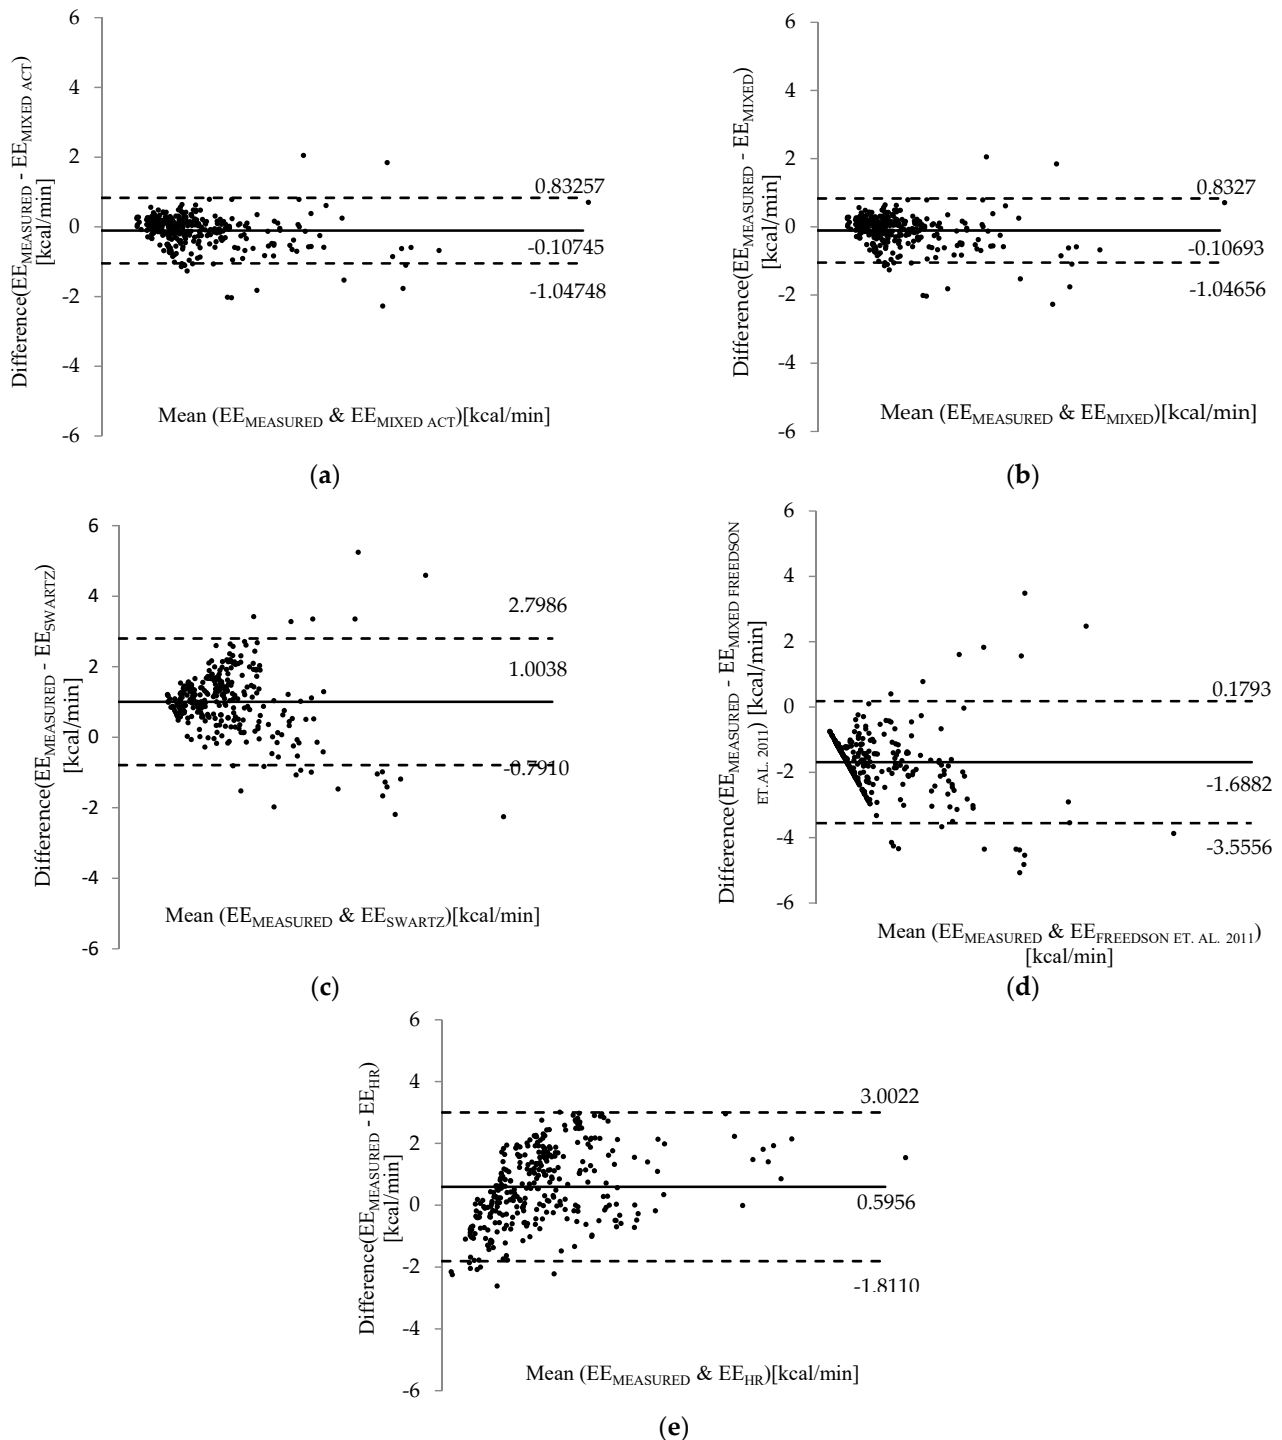 Difference(EEMEASURED - EEMIXED ACT)
[kcal/min]
6
4
2
0
-2
-4
-6
0.83257
-0.10745
-1.04748
Mean (EEMEASURED & EEMIXED ACT)[kcal/min]
(a)
Difference(EEMEASURED - EEMIXED)
[kcal/min]
6
4
2
0
-2
-4
-6
0.8327
-0.10693
-1.04656
Mean (EEMEASURED & EEMIXED)[kcal/min]
(b)
Difference(EEMEASURED - EESWARTZ)
[kcal/min]
6
4
2
0
-2
-4
-6
2.7986
1.0038
-0.7910
Mean (EEMEASURED & EESWARTZ)[kcal/min]
(c)
Difference(EEMEASURED - EEMIXED FREEDSON
ET.AL. 2011) [kcal/min]
6
4
2
0
-2
-4
-6
0.1793
-1.6882
-3.5556
Mean (EEMEASURED & EEFREEDSON ET. AL. 2011)
[kcal/min]
(d)
Difference(EEMEASURED - EEHR)
[kcal/min]
6
4
2
0
-2
-4
-6
3.0022
0.5956
-1.8110
Mean (EEMEASURED & EEHR)[kcal/min]
(e)